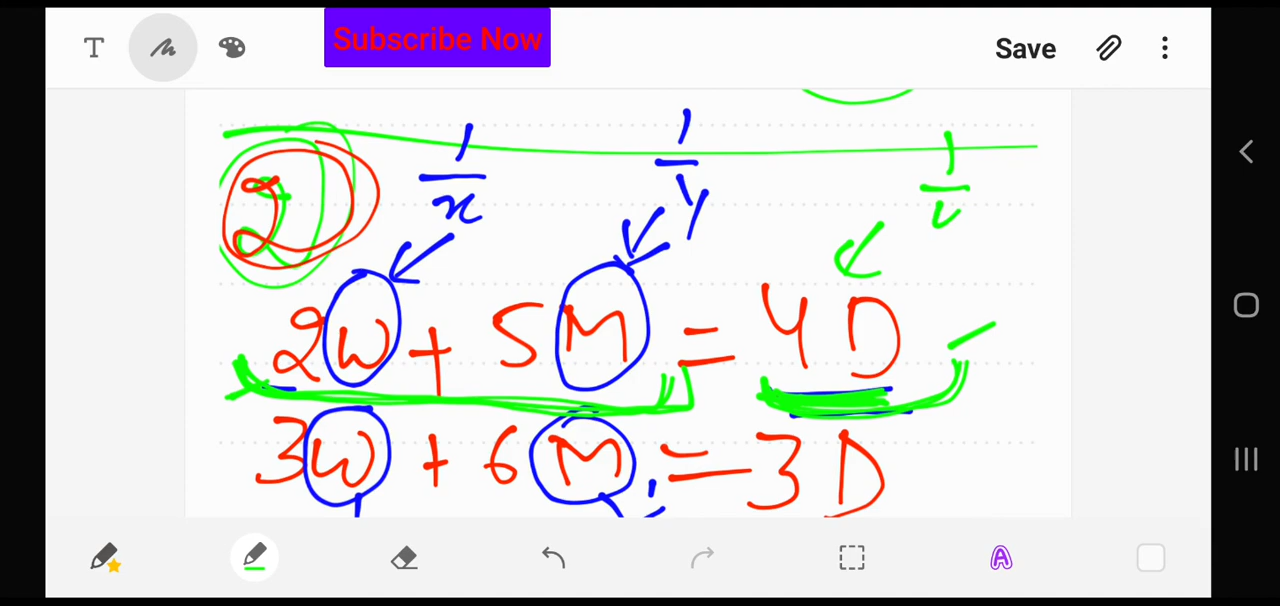 T
Subscribe Now
Save
1/x 1/y 1/
2
2W + 5M = 4D
3W + 6M = 3D
A